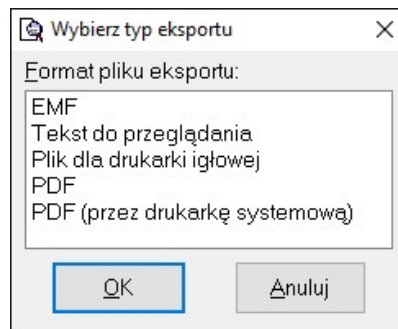 Wybierz typ eksportu
Format pliku eksportu:
EMF
Tekst do przeglądania
Plik dla drukarki igłowej
PDF
PDF (przez drukarkę systemową)
OK
Anuluj